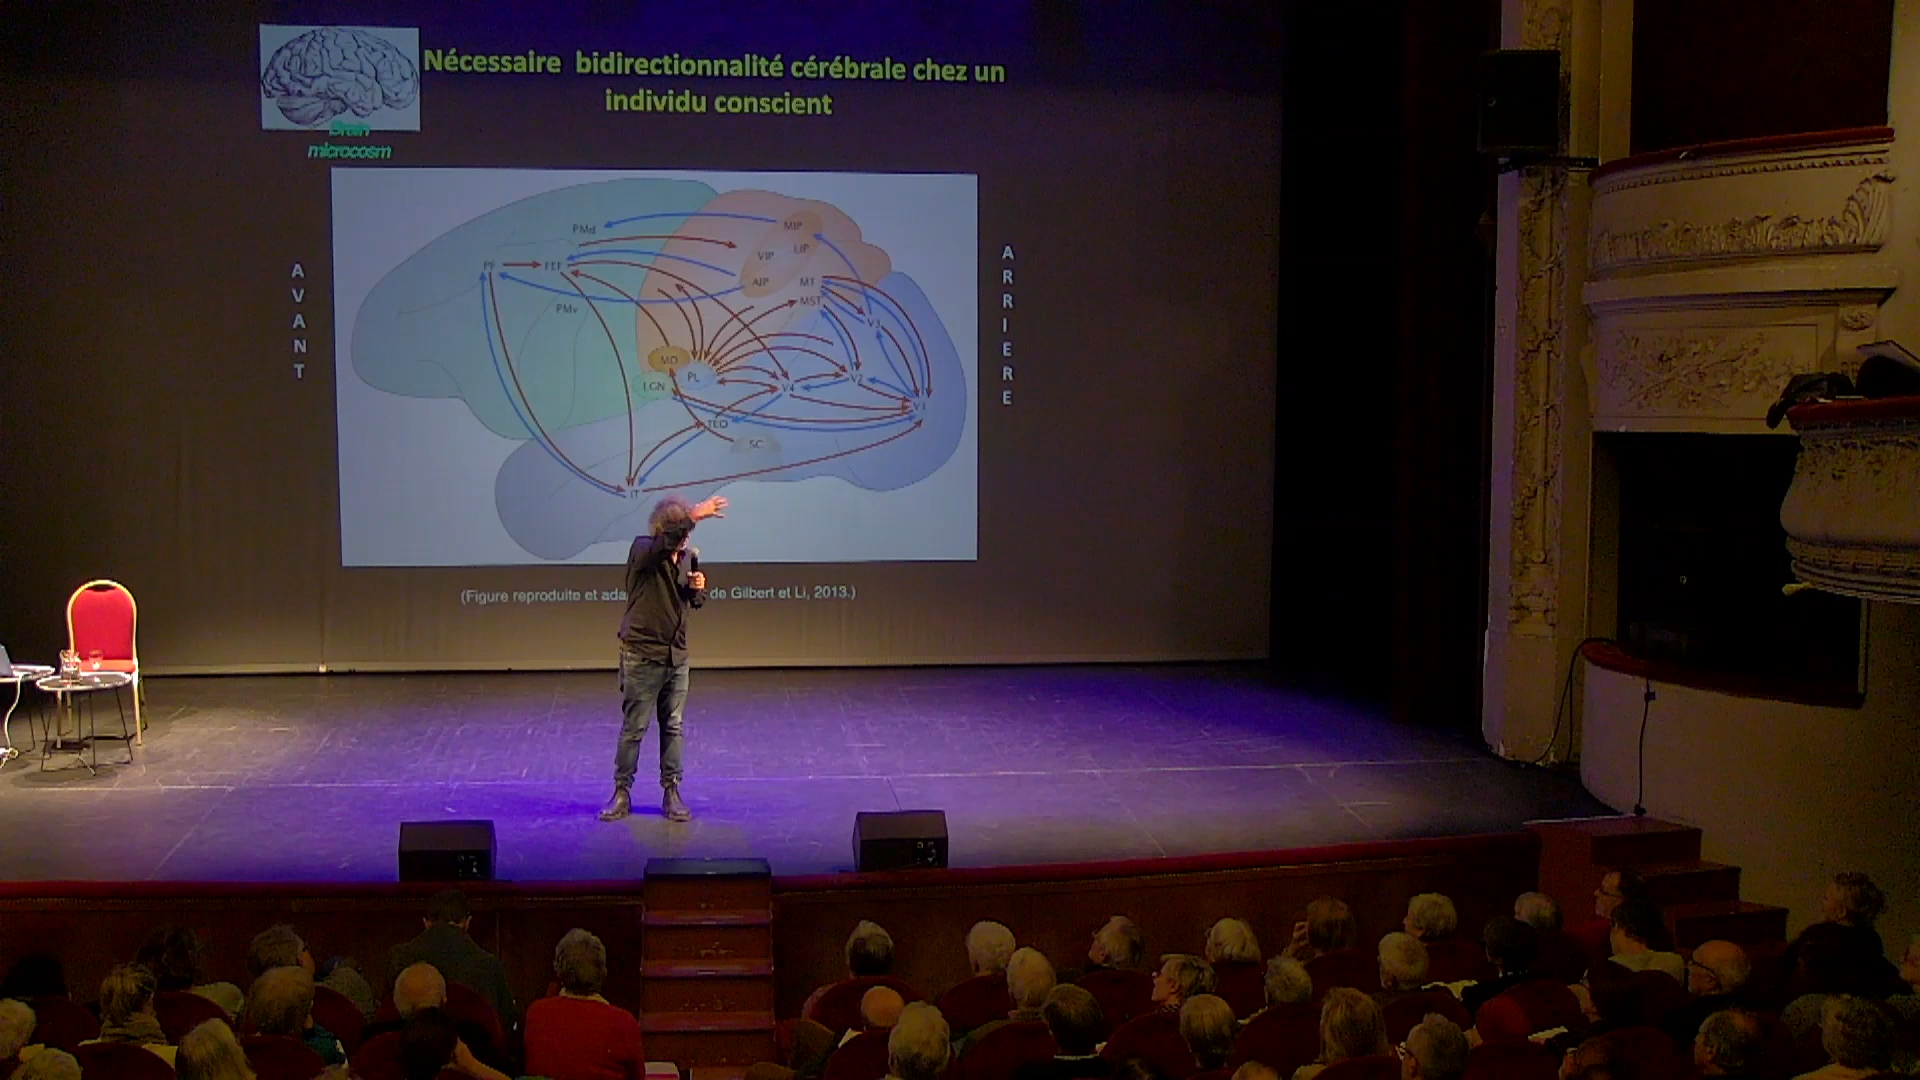 Nécessaire bidirectionnalité cérébrale chez un
individu conscient
Brain
microcosm
AVANT
ARRIERE
PMd
MIP
VIP
LIP
PF
FEF
AIP
MT
MST
PMv
V3
MD
PL
LGN
V4
V2
V1
TEO
SC
IT
(Figure reproduite et ada
de Gilbert et Li, 2013.)